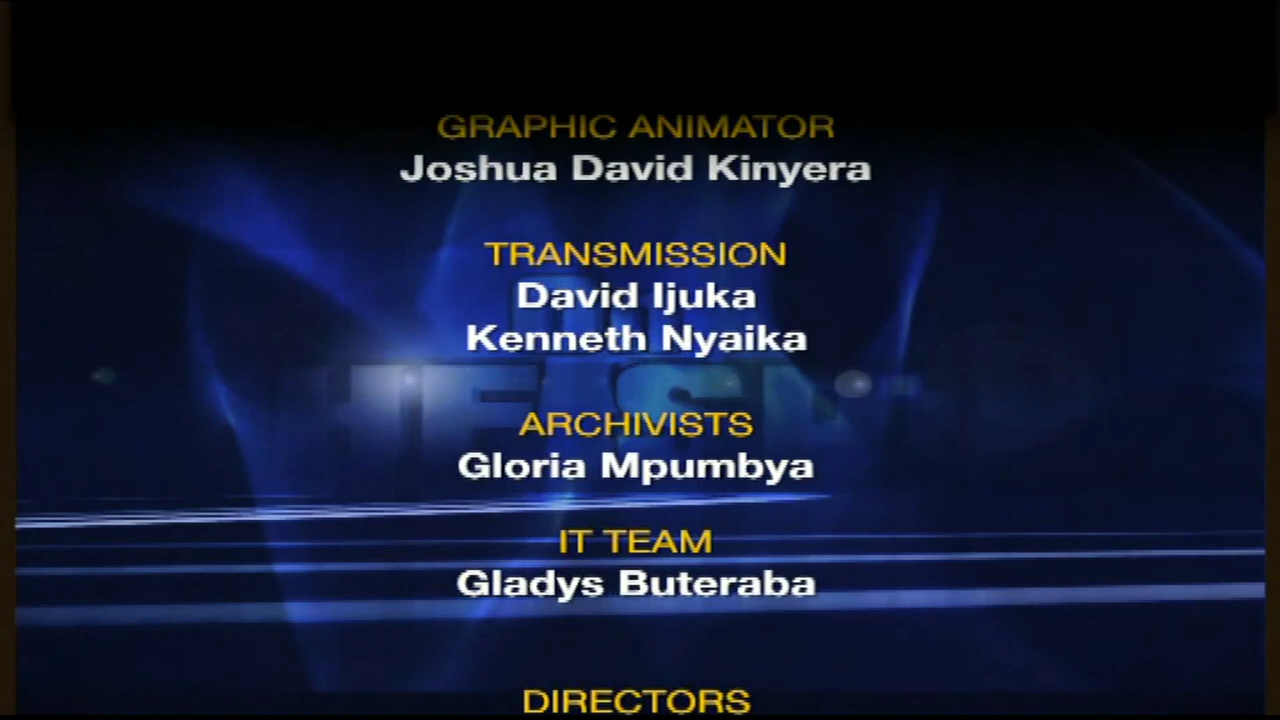 GRAPHIC ANIMATOR
Joshua David Kinyera
TRANSMISSION
David Ijuka
Kenneth Nyaika
ARCHIVISTS
Gloria Mpumbya
IT TEAM
Gladys Buteraba
DIRECTORS